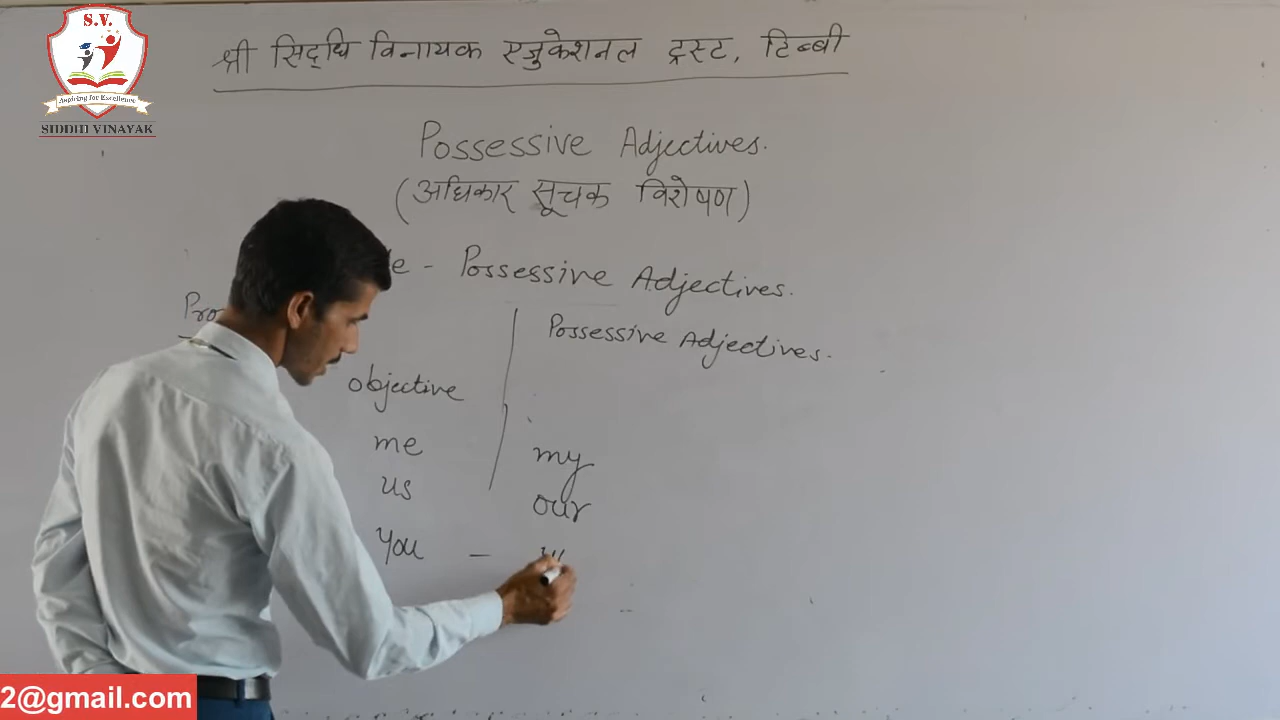 S.V.
Aspiring for Excellence
SIDDHI VINAYAK
श्री सिद्धि विनायक एजुकेशनल ट्रस्ट, टिब्बी
Possessive Adjectives.
(अधिकार सूचक विशेषण)
- Possessive Adjectives.
Possessive Adjectives.
objective
me my
us our
you -
2@gmail.com